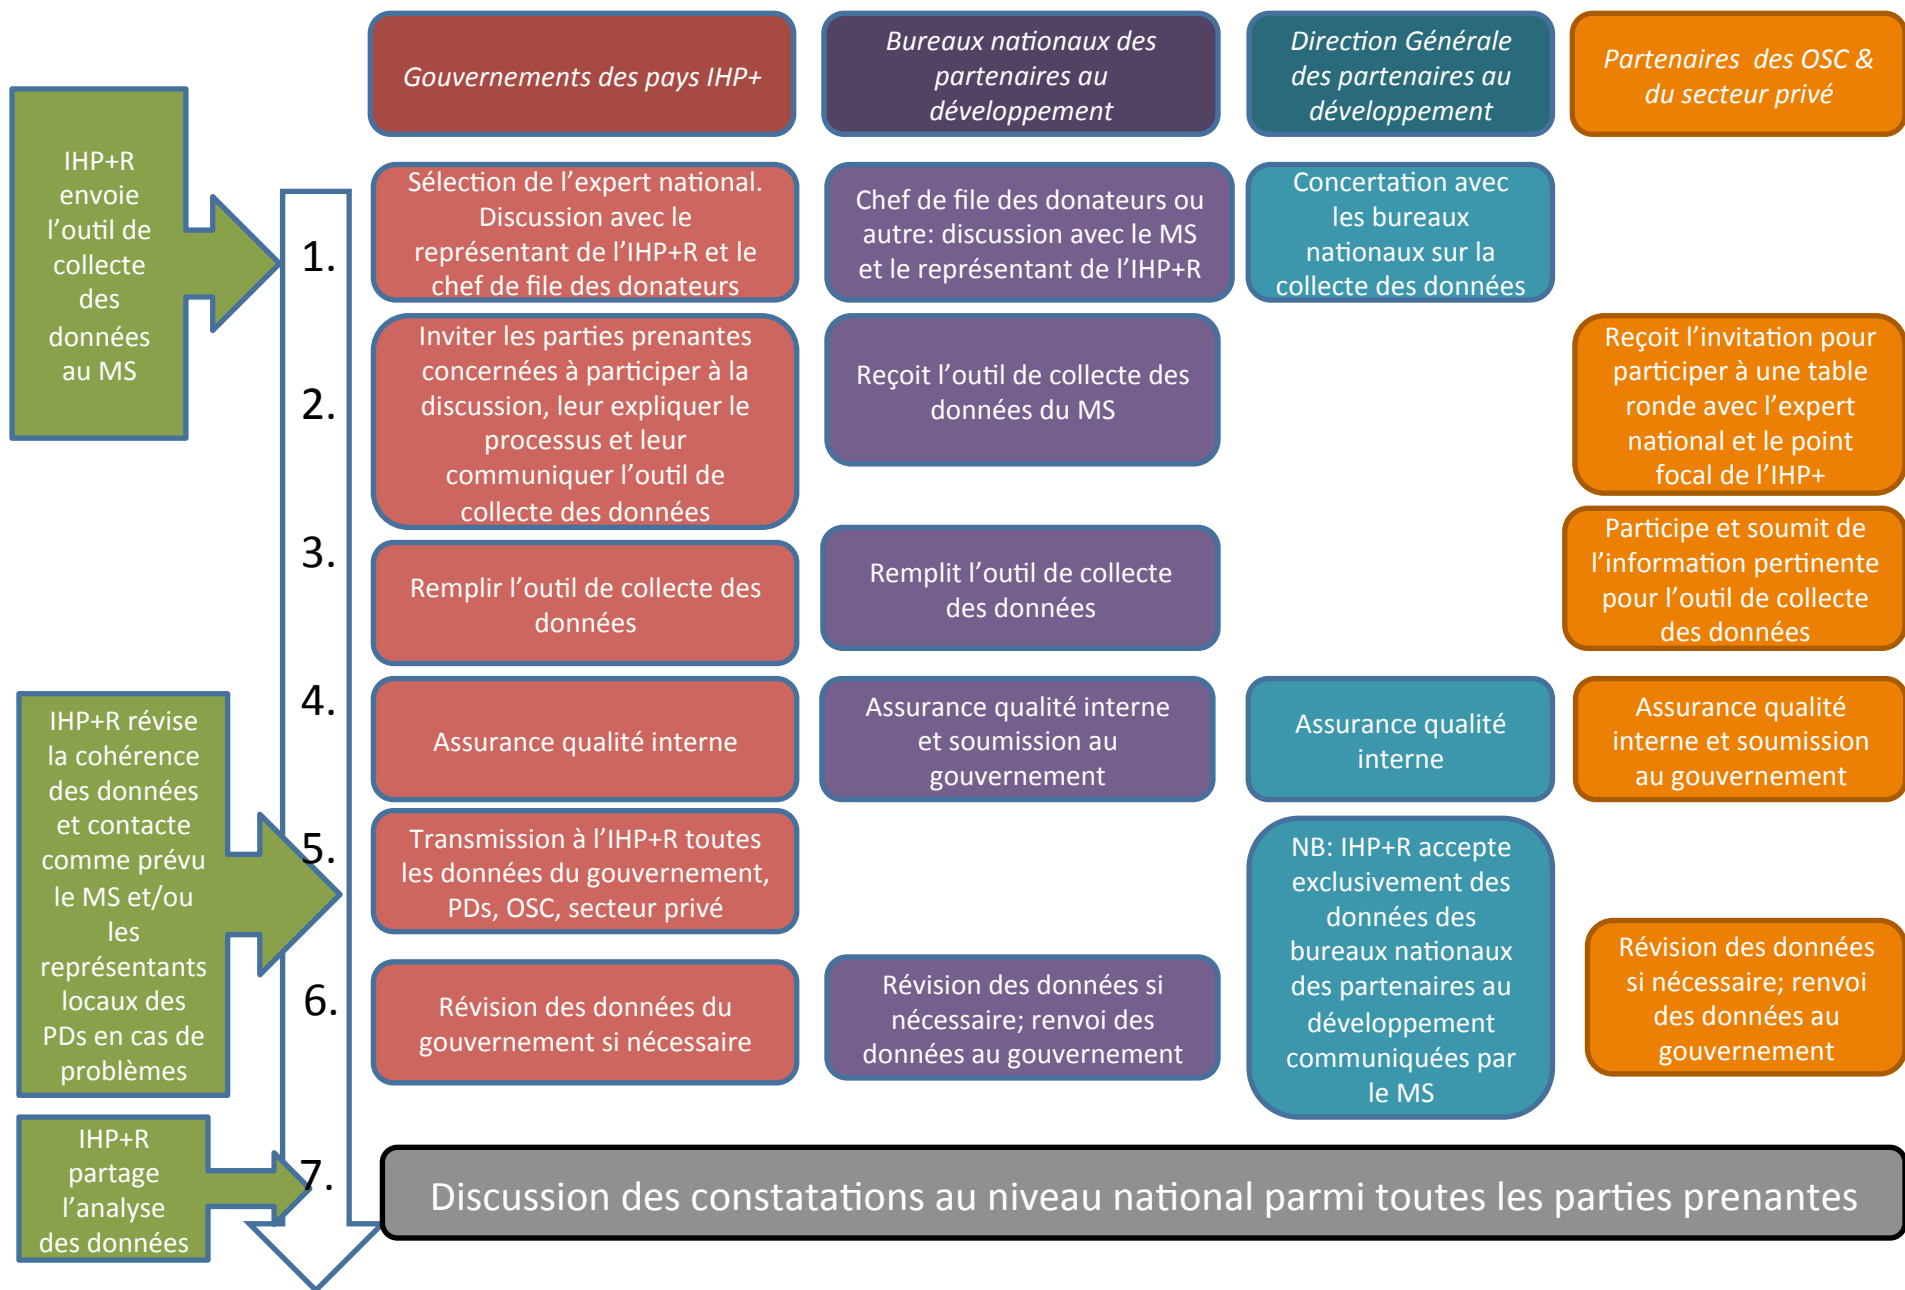 Gouvernements des pays IHP+
Bureaux nationaux des
partenaires au
développement
Direction Générale
des partenaires au
développement
Partenaires des OSC &
du secteur privé
IHP+R
envoie
l’outil de
collecte
des
données
au MS
1.
Sélection de l’expert national.
Discussion avec le
représentant de l’IHP+R et le
chef de file des donateurs
Chef de file des donateurs ou
autre: discussion avec le MS
et le représentant de l’IHP+R
Concertation avec
les bureaux
nationaux sur la
collecte des données
2.
Inviter les parties prenantes
concernées à participer à la
discussion, leur expliquer le
processus et leur
communiquer l’outil de
collecte des données
Reçoit l’outil de collecte des
données du MS
Reçoit l’invitation pour
participer à une table
ronde avec l’expert
national et le point
focal de l’IHP+
3.
Remplir l’outil de collecte des
données
Remplit l’outil de collecte
des données
Participe et soumit de
l’information pertinente
pour l’outil de collecte
des données
4.
Assurance qualité interne
Assurance qualité interne
et soumission au
gouvernement
Assurance qualité
interne
Assurance qualité
interne et soumission
au gouvernement
IHP+R révise
la cohérence
des données
et contacte
comme prévu
le MS et/ou
les
représentants
locaux des
PDs en cas de
problèmes
5.
Transmission à l’IHP+R toutes
les données du gouvernement,
PDs, OSC, secteur privé
NB: IHP+R accepte
exclusivement des
données des
bureaux nationaux
des partenaires au
développement
communiquées par
le MS
6.
Révision des données du
gouvernement si nécessaire
Révision des données si
nécessaire; renvoi des
données au gouvernement
Révision des données
si nécessaire; renvoi
des données au
gouvernement
IHP+R
partage
l’analyse
des données
7.
Discussion des constatations au niveau national parmi toutes les parties prenantes